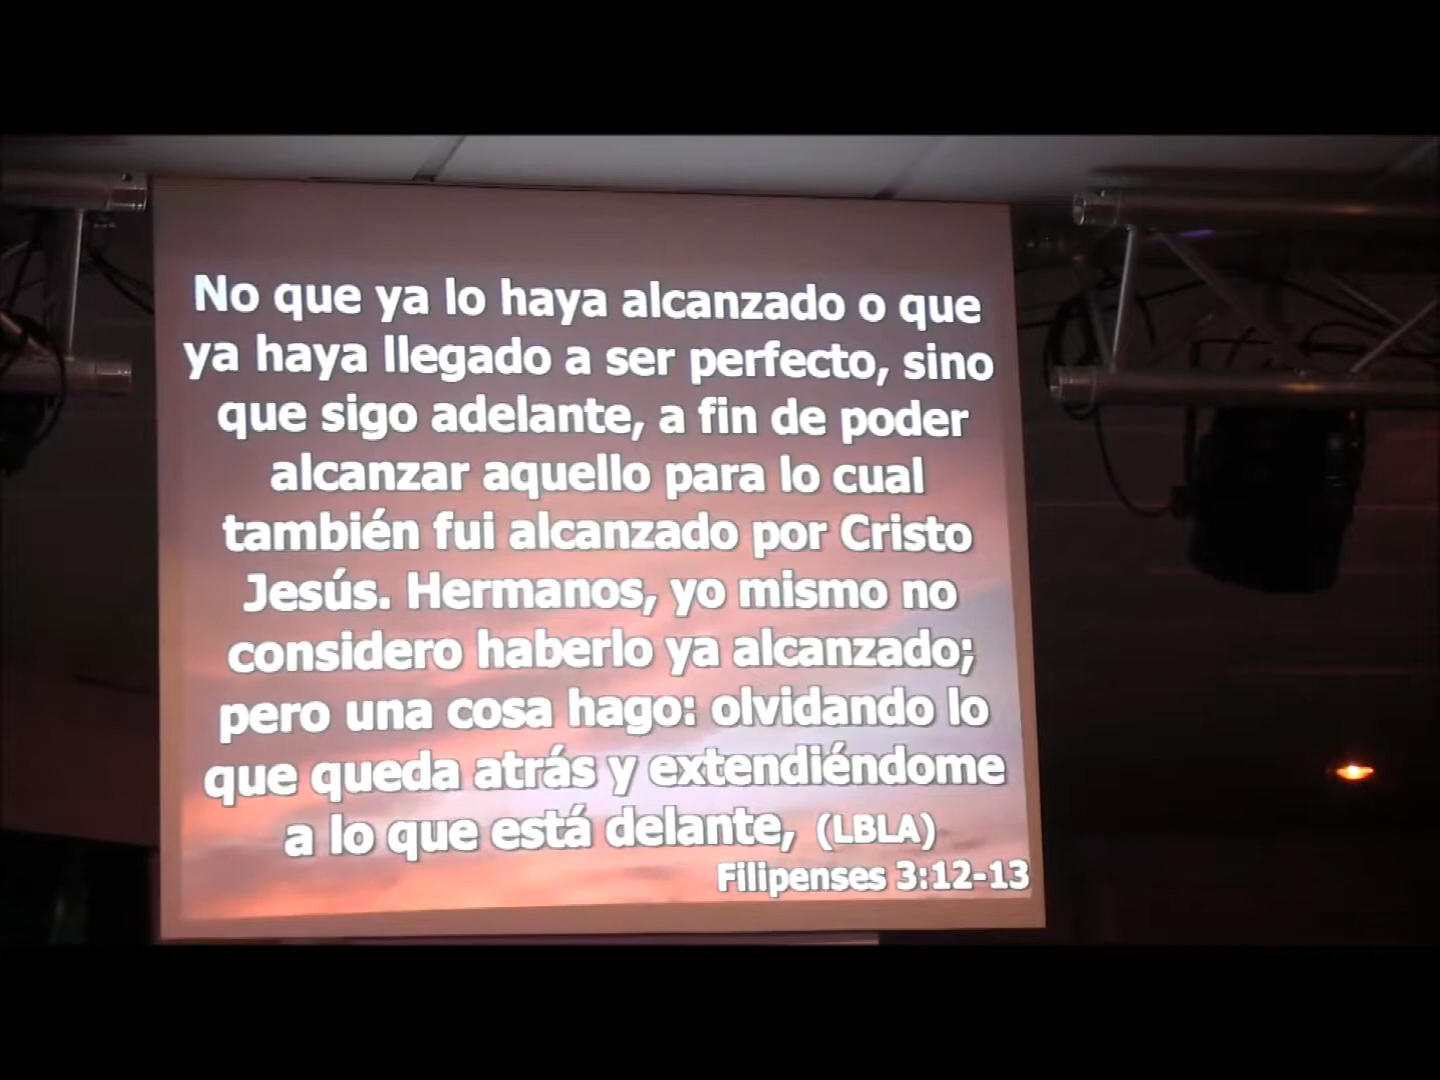 No que ya lo haya alcanzado o que
ya haya llegado a ser perfecto, sino
que sigo adelante, a fin de poder
alcanzar aquello para lo cual
también fui alcanzado por Cristo
Jesús. Hermanos, yo mismo no
considero haberlo ya alcanzado;
pero una cosa hago: olvidando lo
que queda atrás y extendiéndome
a lo que está delante, (LBLA)
Filipenses 3:12-13